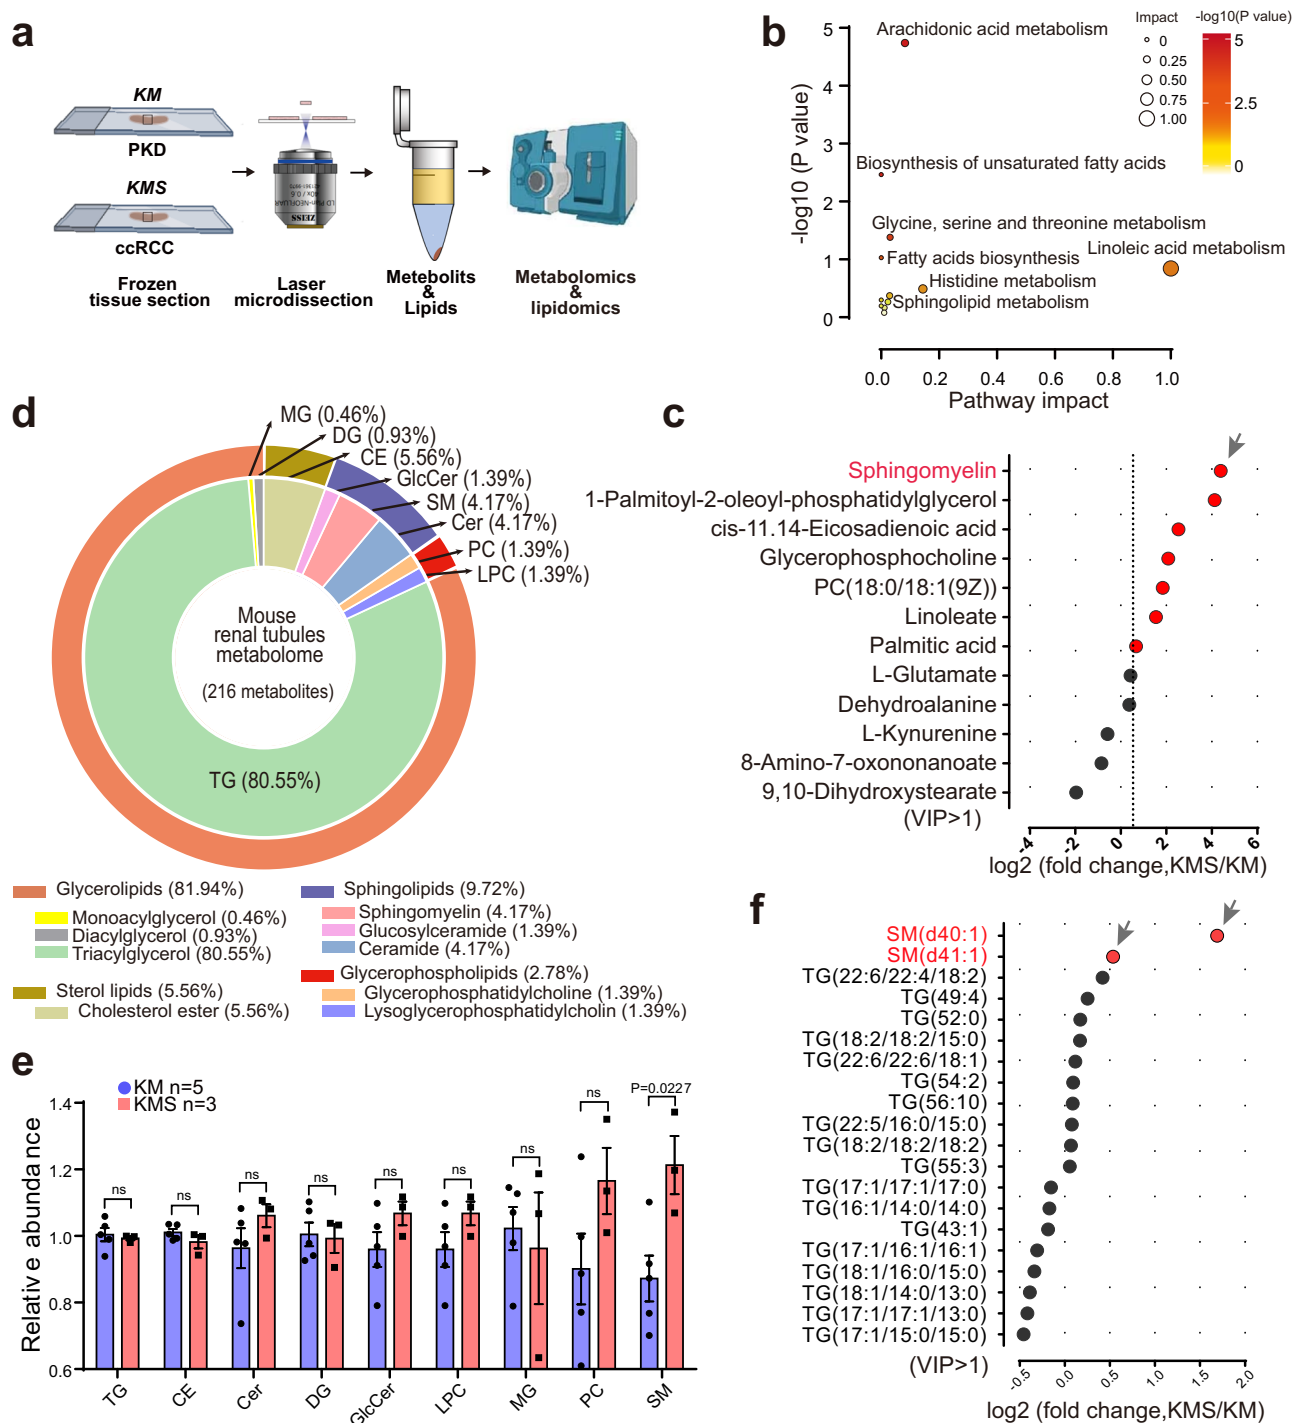 a
KM
PKD
KMS
ccRCC
Frozen
tissue section
LD Plan-NEOFLUAR
40x / 0.6
ZEISS
Laser
microdissection
Metebolits
&
Lipids
Metabolomics
&
lipidomics
b
-log10 (P value)
5
4
3
2
1
0
Arachidonic acid metabolism
Biosynthesis of unsaturated fatty acids
Glycine, serine and threonine metabolism
Linoleic acid metabolism
Fatty acids biosynthesis
Histidine metabolism
Sphingolipid metabolism
0.0 0.2 0.4 0.6 0.8 1.0
Pathway impact
Impact
0
0.25
0.50
0.75
1.00
-log10(P value)
5
2.5
0
d
MG (0.46%)
DG (0.93%)
CE (5.56%)
GlcCer (1.39%)
SM (4.17%)
Cer (4.17%)
PC (1.39%)
LPC (1.39%)
Mouse
renal tubules
metabolome
(216 metabolites)
TG (80.55%)
Glycerolipids (81.94%)
Monoacylglycerol (0.46%)
Diacylglycerol (0.93%)
Triacylglycerol (80.55%)
Sterol lipids (5.56%)
Cholesterol ester (5.56%)
Sphingolipids (9.72%)
Sphingomyelin (4.17%)
Glucosylceramide (1.39%)
Ceramide (4.17%)
Glycerophospholipids (2.78%)
Glycerophosphatidylcholine (1.39%)
Lysoglycerophosphatidylcholin (1.39%)
c
Sphingomyelin
1-Palmitoyl-2-oleoyl-phosphatidylglycerol
cis-11.14-Eicosadienoic acid
Glycerophosphocholine
PC(18:0/18:1(9Z))
Linoleate
Palmitic acid
L-Glutamate
Dehydroalanine
L-Kynurenine
8-Amino-7-oxononanoate
9,10-Dihydroxystearate
(VIP>1)
-4 -2 0 2 4 6
log2 (fold change,KMS/KM)
e
KM n=5
KMS n=3
Relative abundance
1.4
1.2
1.0
0.8
0.6
ns ns ns ns ns ns ns ns P=0.0227
TG CE Cer DG GlcCer LPC MG PC SM
f
SM(d40:1)
SM(d41:1)
TG(22:6/22:4/18:2)
TG(49:4)
TG(52:0)
TG(18:2/18:2/15:0)
TG(22:6/22:6/18:1)
TG(54:2)
TG(56:10)
TG(22:5/16:0/15:0)
TG(18:2/18:2/18:2)
TG(55:3)
TG(17:1/17:1/17:0)
TG(16:1/14:0/14:0)
TG(43:1)
TG(17:1/16:1/16:1)
TG(18:1/16:0/15:0)
TG(18:1/14:0/13:0)
TG(17:1/17:1/13:0)
TG(17:1/15:0/15:0)
(VIP>1)
-0.5 0.0 0.5 1.0 1.5 2.0
log2 (fold change,KMS/KM)